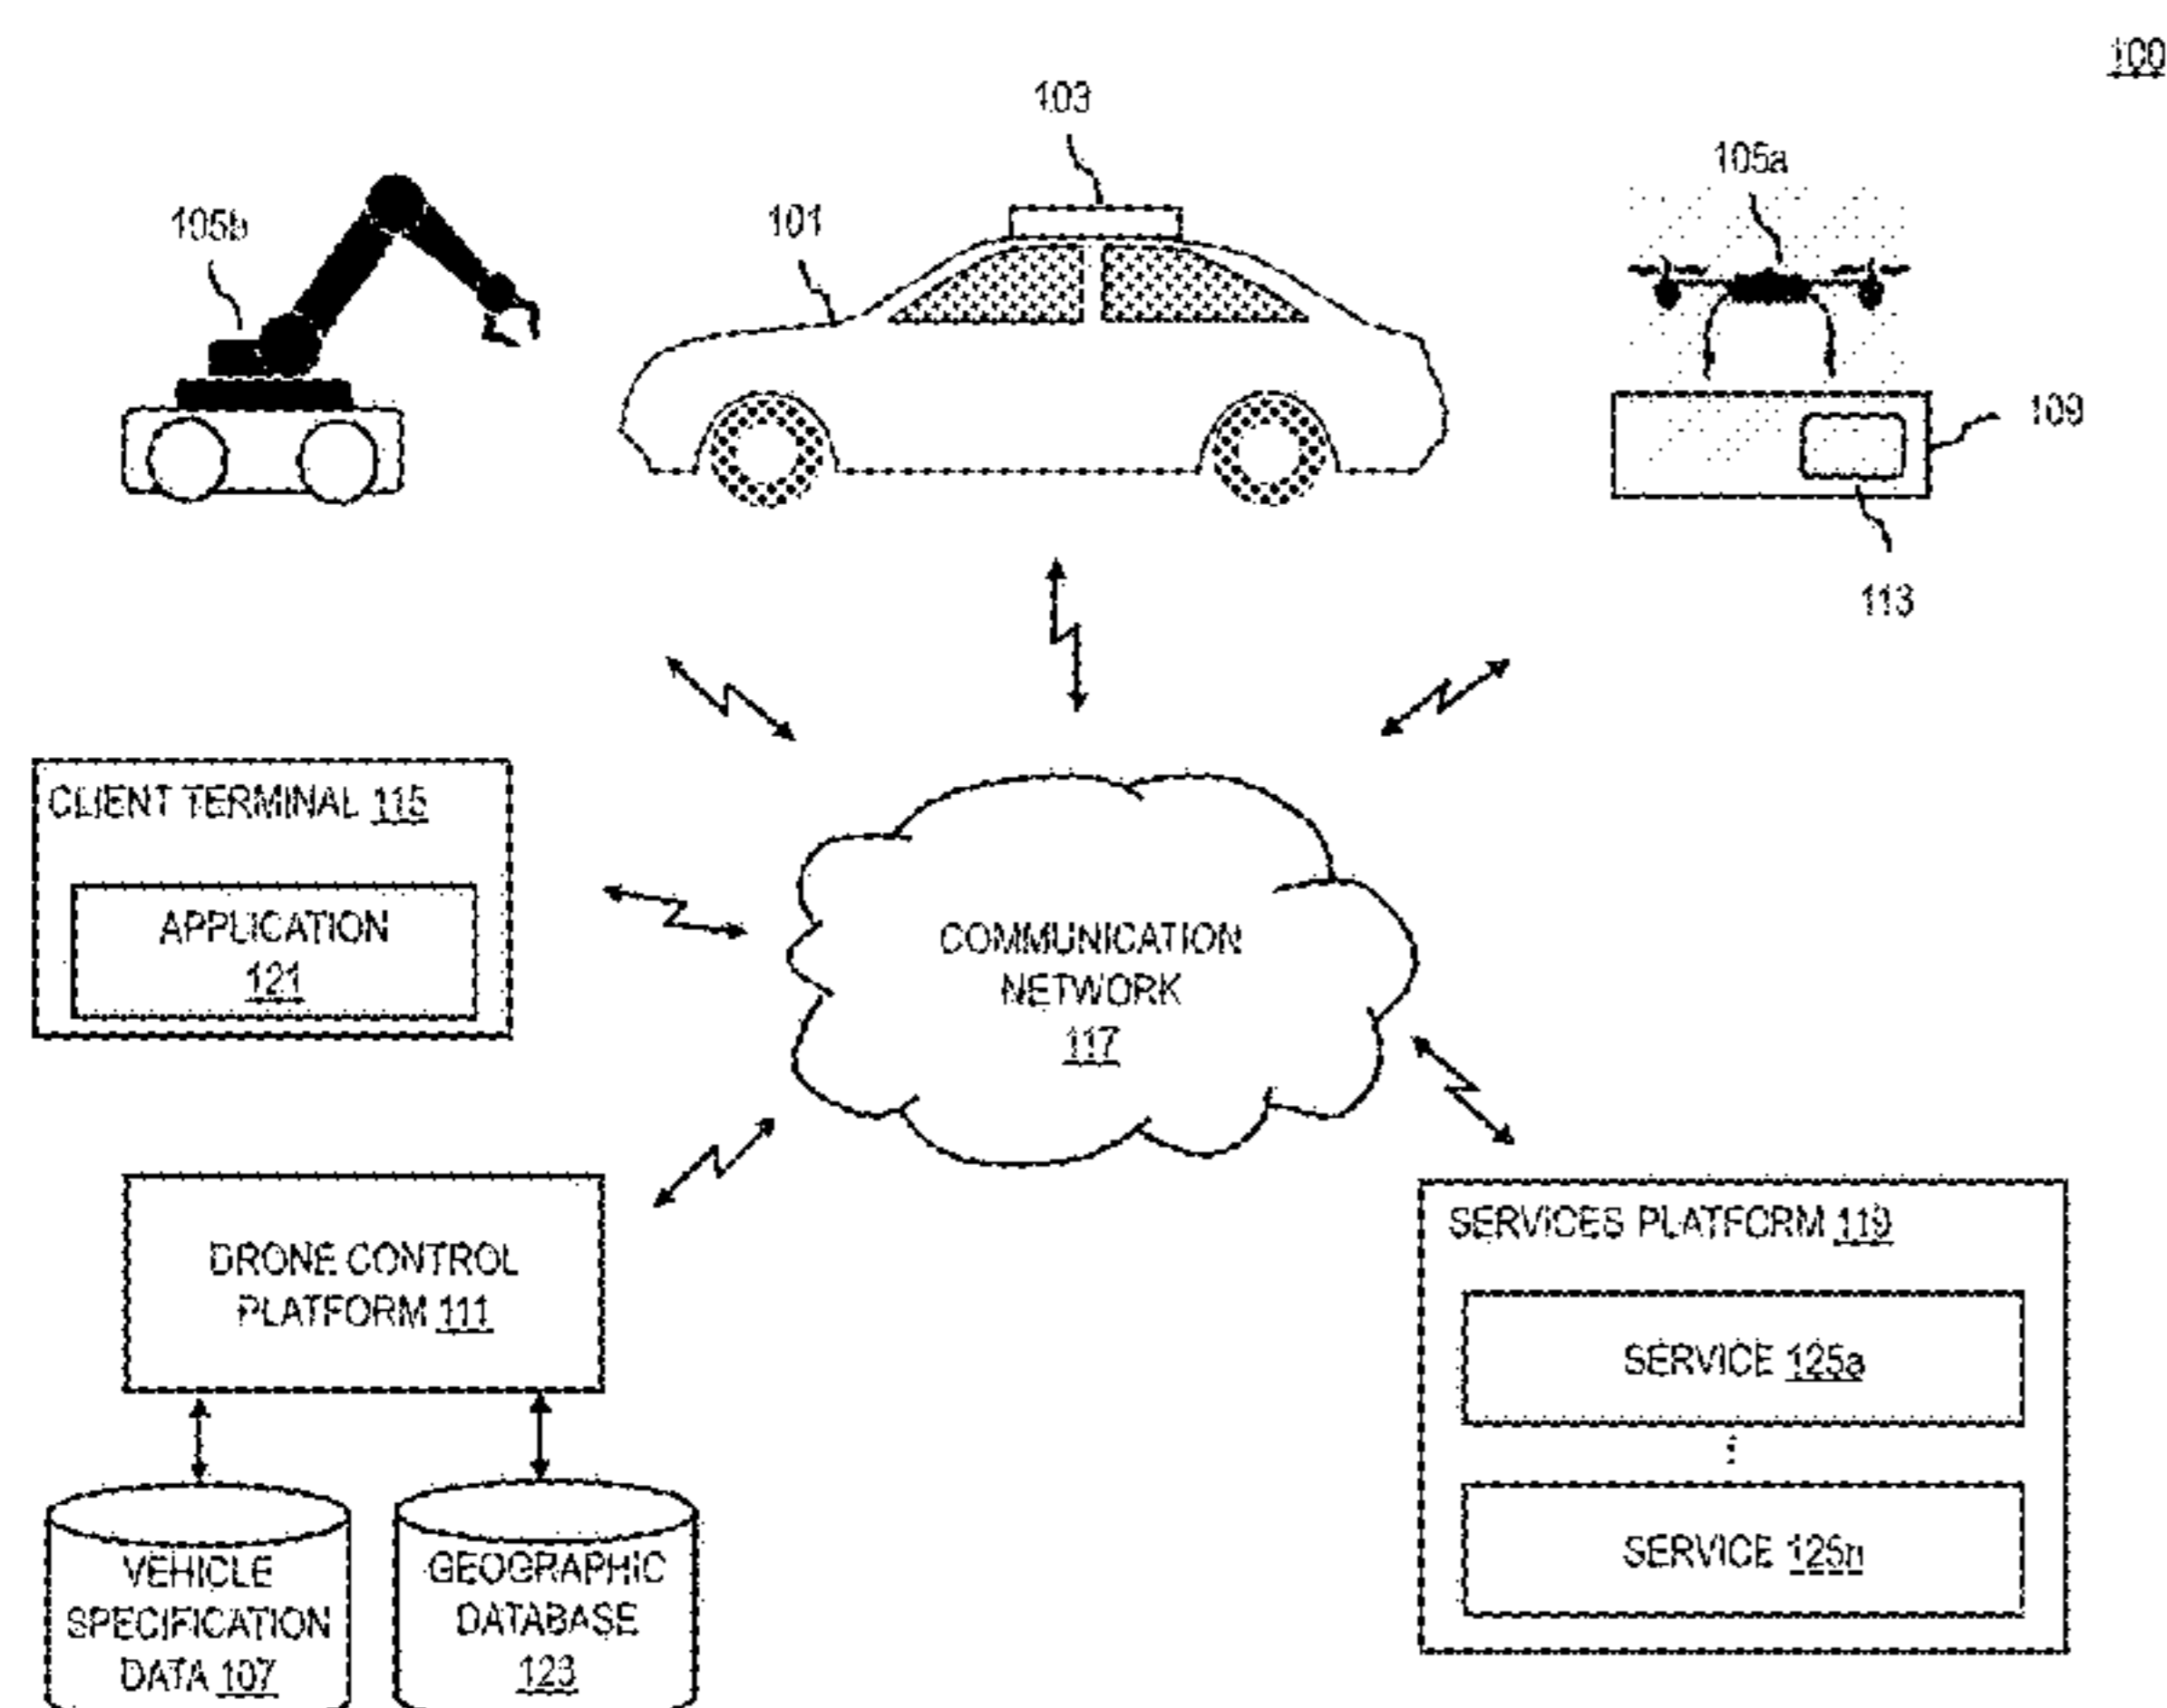 100
103
105a
105b
101
109
113
CLIENT TERMINAL 115
APPLICATION
121
COMMUNICATION
NETWORK
117
DRONE CONTROL
PLATFORM 111
SERVICES PLATFORM 119
SERVICE 125a
⋮
SERVICE 125n
VEHICLE
SPECIFICATION
DATA 107
GEOGRAPHIC
DATABASE
123